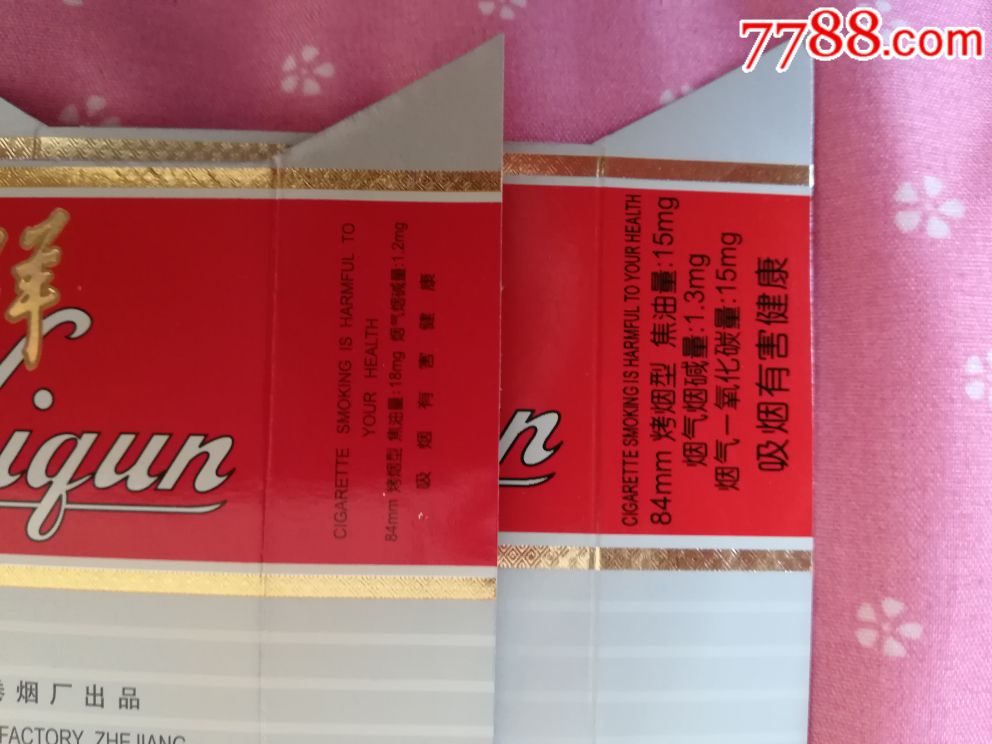 7788.com
群
iqun
CIGARETTE SMOKING IS HARMFUL TO
YOUR HEALTH
84mm 烤烟型 焦油量:18mg 烟气烟碱量:1.2mg
吸烟有害健康
烟厂出品
FACTORY ZHEJIANG
n
CIGARETTE SMOKING IS HARMFUL TO YOUR HEALTH
84mm 烤烟型 焦油量:15mg
烟气烟碱量:1.3mg
烟气一氧化碳量:15mg
吸烟有害健康